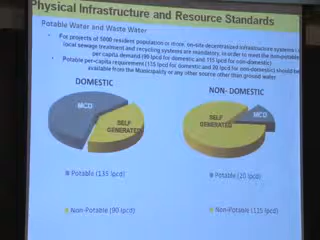 Physical Infrastructure and Resource Standards
Potable Water and Waste Water
• For projects of 5000 resident population or more, on-site decentralized infrastructure systems
local sewage treatment and recycling systems are mandatory, in order to meet the non-potable
per capita demand (90 lpcd for domestic and 115 lpcd for non-domestic)
• Potable per-capita requirement (135 lpcd for domestic and 20 lpcd for non-domestic) should be
available from the Municipality or any other source other than ground water
DOMESTIC
NON- DOMESTIC
MCD
MCD
SELF
GENERATED
SELF
GENERATED
Potable (135 lpcd)
Potable (20 lpcd)
Non-Potable (90 lpcd)
Non-Potable (115 lpcd)